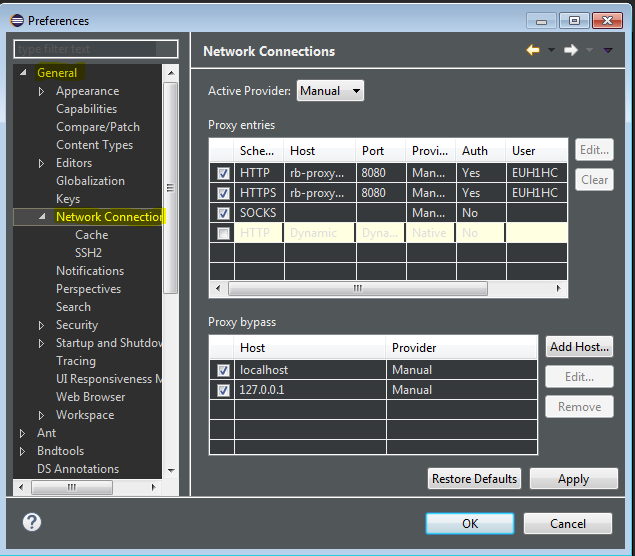 Preferences
type filter text
General
Appearance
Capabilities
Compare/Patch
Content Types
Editors
Globalization
Keys
Network Connection
Cache
SSH2
Notifications
Perspectives
Search
Security
Startup and Shutdow
Tracing
UI Responsiveness M
Web Browser
Workspace
Ant
Bndtools
DS Annotations
Network Connections
Active Provider: Manual
Proxy entries
Sche... Host Port Provi... Auth User
HTTP rb-proxy... 8080 Man... Yes EUH1HC
HTTPS rb-proxy... 8080 Man... Yes EUH1HC
SOCKS Man... No
HTTP Dynamic Dyna... Native No
Edit...
Clear
Proxy bypass
Host Provider
localhost Manual
127.0.0.1 Manual
Add Host...
Edit...
Remove
Restore Defaults Apply
? OK Cancel